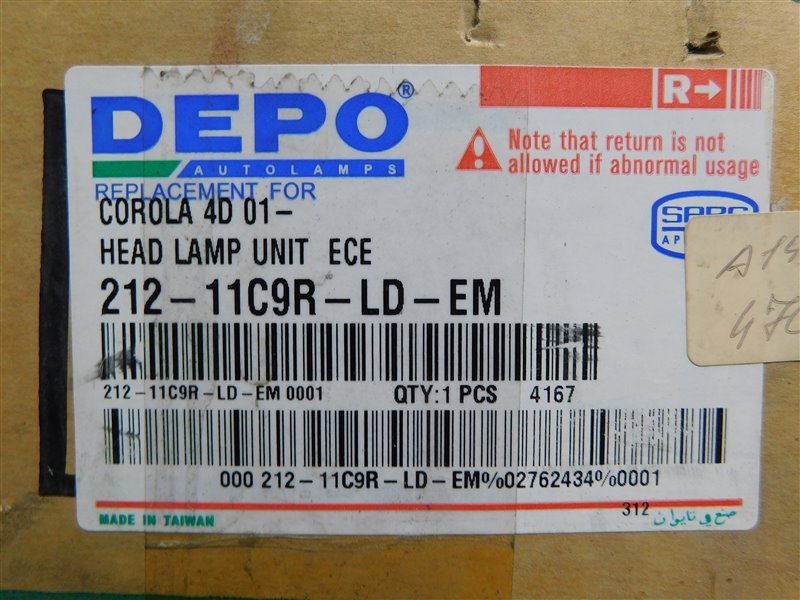 DEPO®
AUTOLAMPS
REPLACEMENT FOR
R→
Note that return is not
allowed if abnormal usage
COROLA 4D 01-
HEAD LAMP UNIT ECE
212-11C9R-LD-EM
212-11C9R-LD-EM 0001 QTY:1 PCS 4167
000 212-11C9R-LD-EM%02762434%0001
MADE IN TAIWAN
312 صنع في تايوان